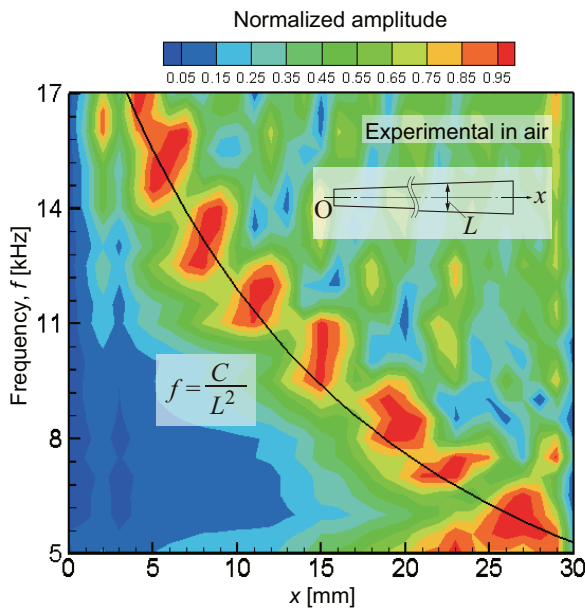 Normalized amplitude
0.05 0.15 0.25 0.35 0.45 0.55 0.65 0.75 0.85 0.95
17
14
11
8
5
Frequency, f [kHz]
Experimental in air
O
x
L
f = C / L²
0 5 10 15 20 25 30
x [mm]